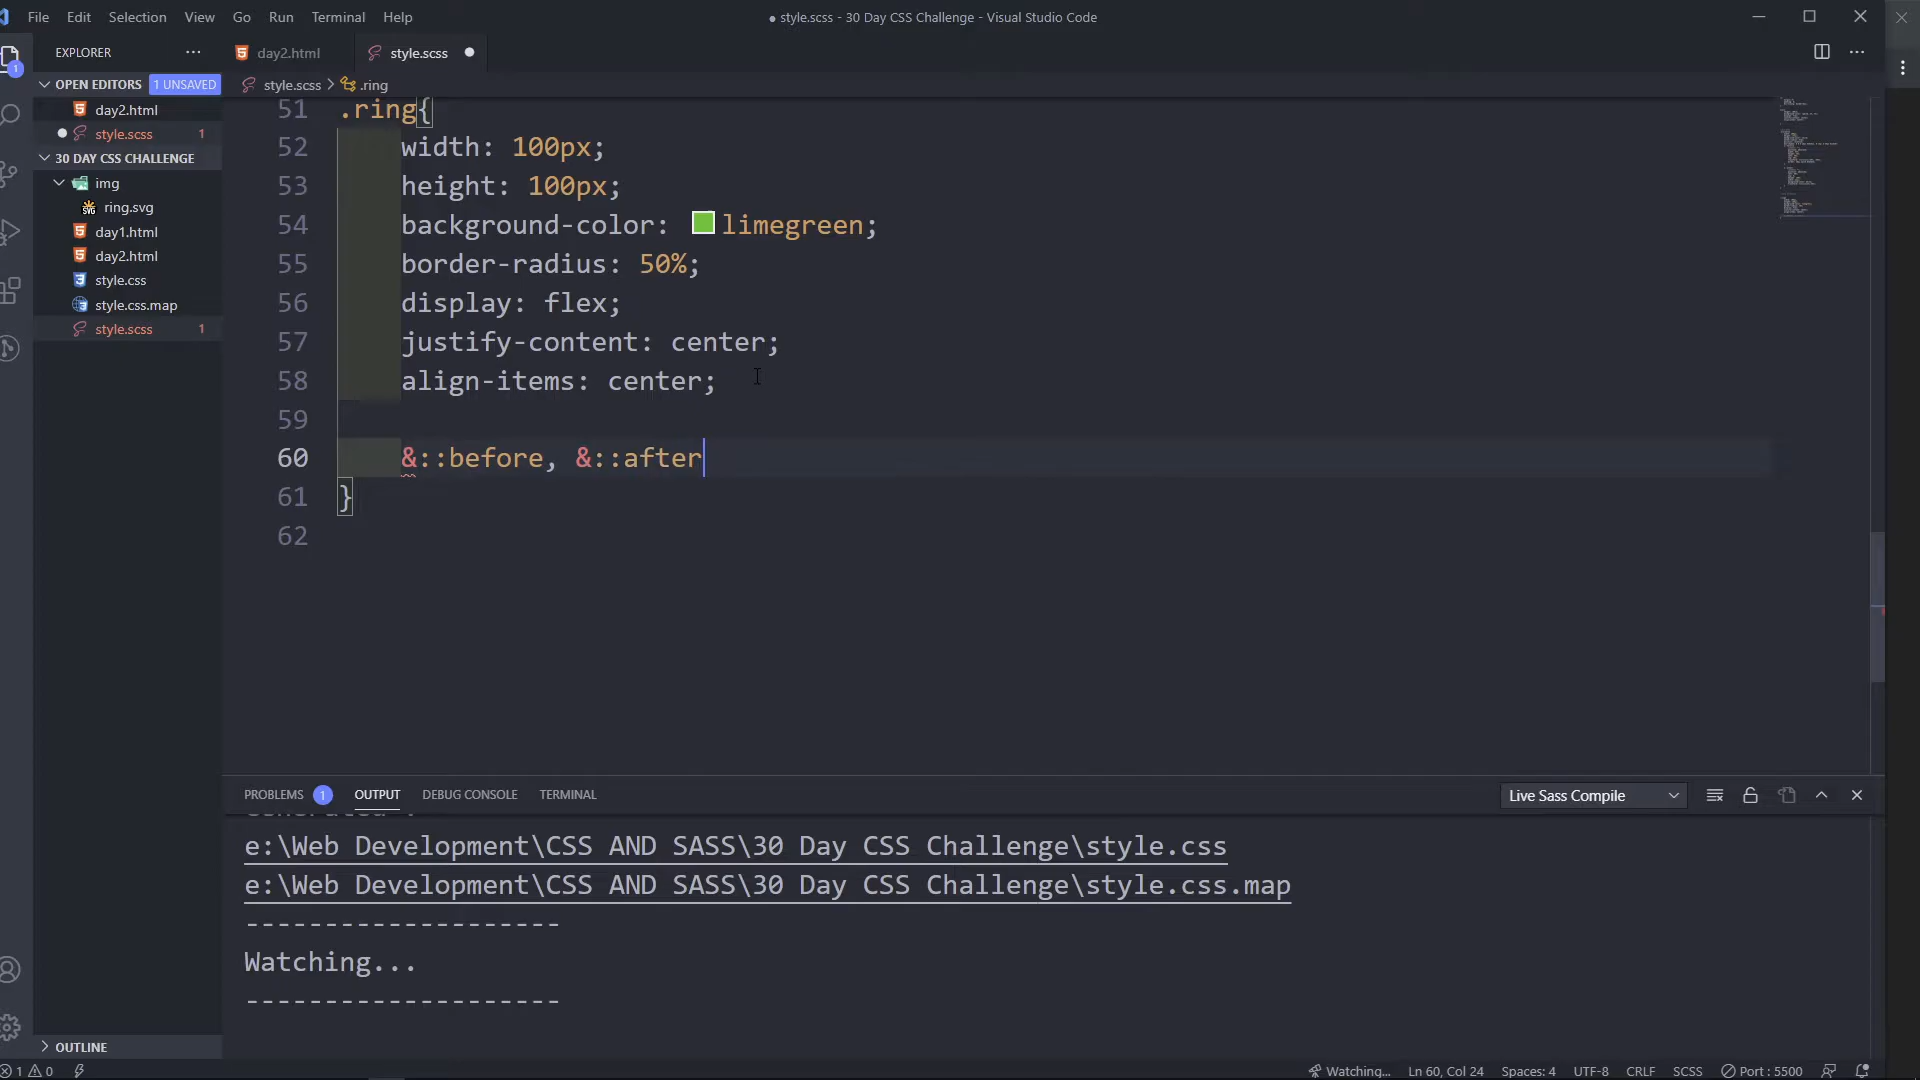 File Edit Selection View Go Run Terminal Help
● style.scss - 30 Day CSS Challenge - Visual Studio Code
EXPLORER ···
day2.html
style.scss ●
OPEN EDITORS 1 UNSAVED
style.scss > .ring
day2.html
● style.scss 1
30 DAY CSS CHALLENGE
img
ring.svg
day1.html
day2.html
style.css
style.css.map
style.scss 1
OUTLINE
51 .ring{
52 width: 100px;
53 height: 100px;
54 background-color: limegreen;
55 border-radius: 50%;
56 display: flex;
57 justify-content: center;
58 align-items: center;
59
60 &::before, &::after
61 }
62
PROBLEMS 1 OUTPUT DEBUG CONSOLE TERMINAL
Live Sass Compile
e:\Web Development\CSS AND SASS\30 Day CSS Challenge\style.css
e:\Web Development\CSS AND SASS\30 Day CSS Challenge\style.css.map
--------------------
Watching...
--------------------
1 0 Watching... Ln 60, Col 24 Spaces: 4 UTF-8 CRLF SCSS Port : 5500